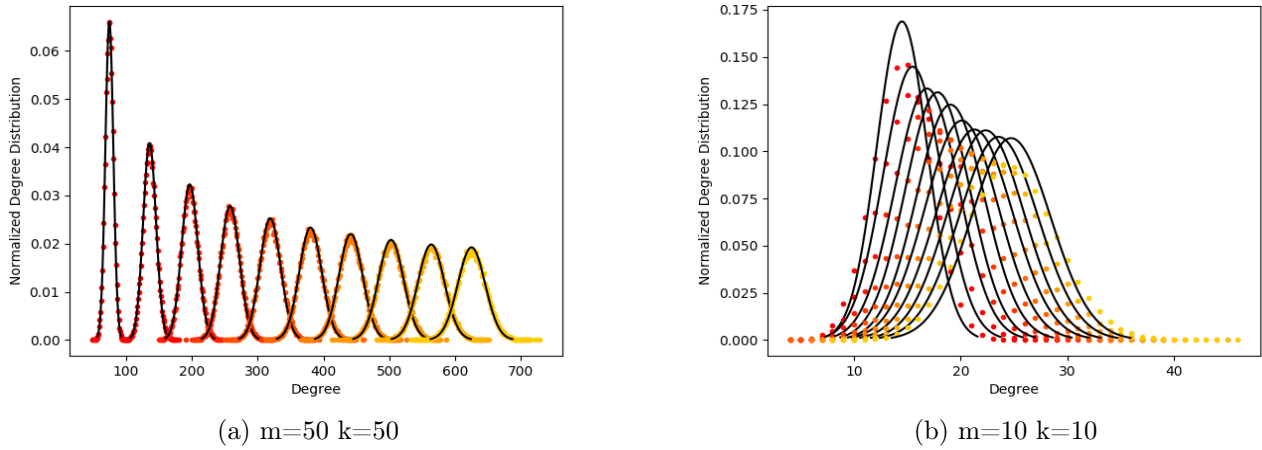 Normalized Degree Distribution
0.06
0.05
0.04
0.03
0.02
0.01
0.00
100 200 300 400 500 600 700
Degree
(a) m=50 k=50
Normalized Degree Distribution
0.175
0.150
0.125
0.100
0.075
0.050
0.025
0.000
10 20 30 40
Degree
(b) m=10 k=10